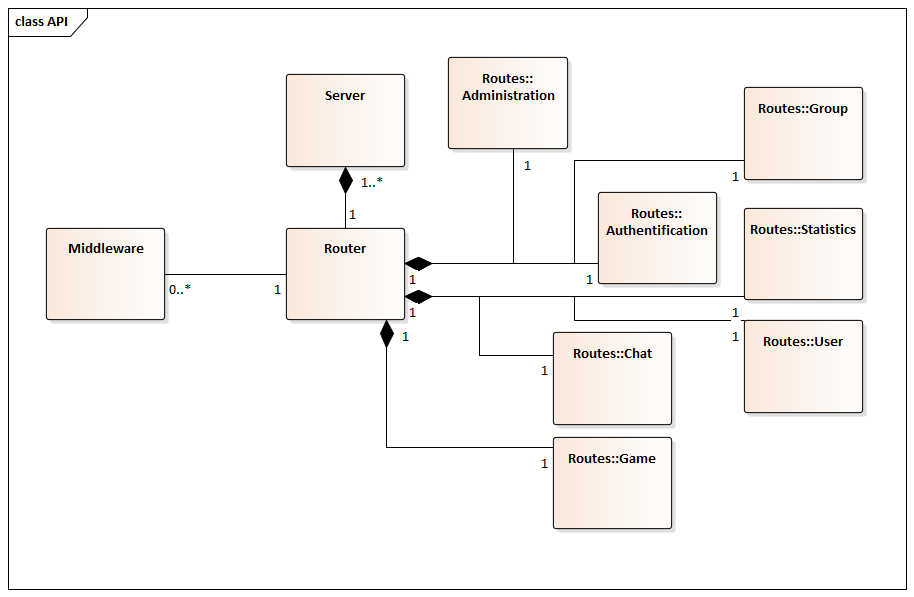 class API
Server
1..*
1
Middleware
0..*
1
Router
1
1
1
Routes::
Administration
1
Routes::Group
1
Routes::
Authentification
1
Routes::Statistics
1
Routes::User
1
Routes::Chat
1
Routes::Game
1